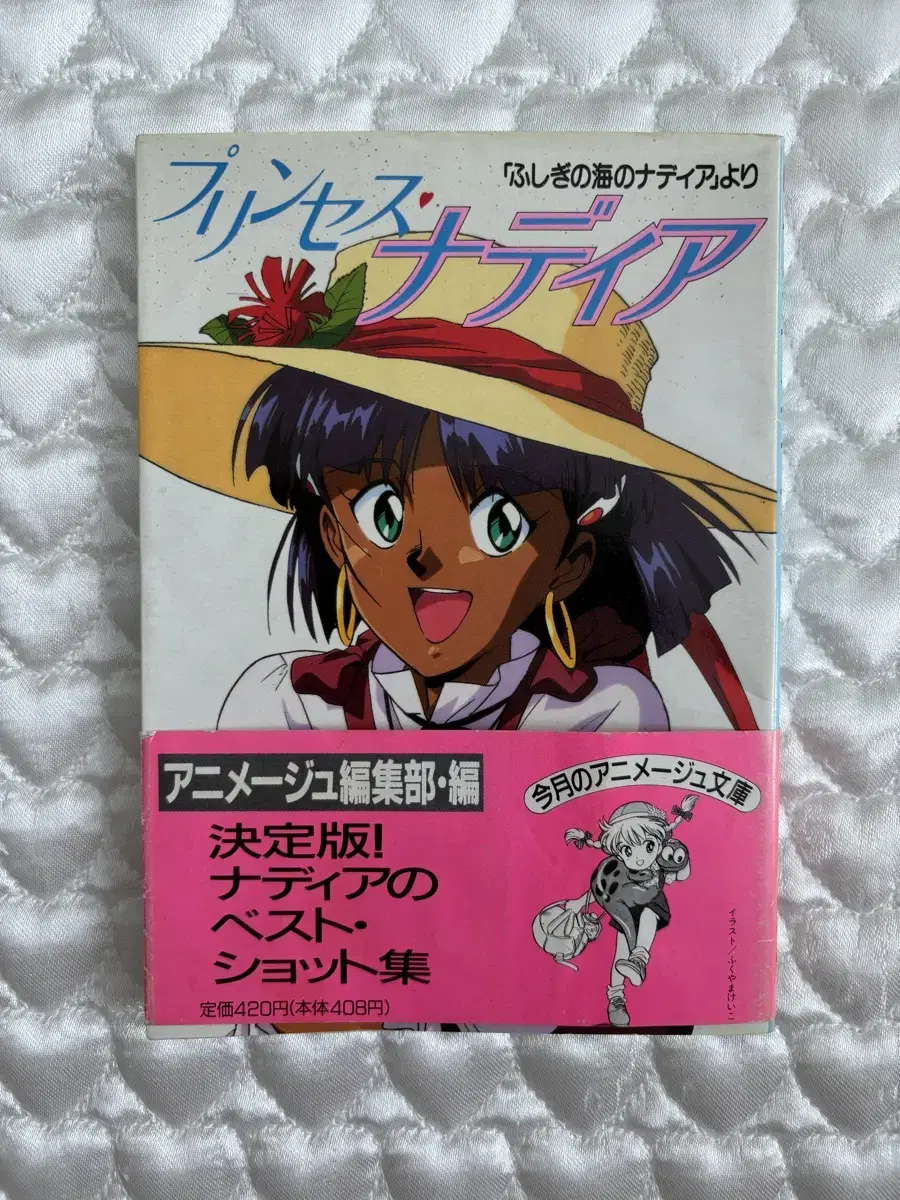 「ふしぎの海のナディア」より
プリンセス・
ナディア
アニメージュ編集部・編
決定版!
ナディアの
ベスト・
ショット集
定価420円(本体408円)
今月のアニメージュ文庫
イラスト/ふくやまけいこ